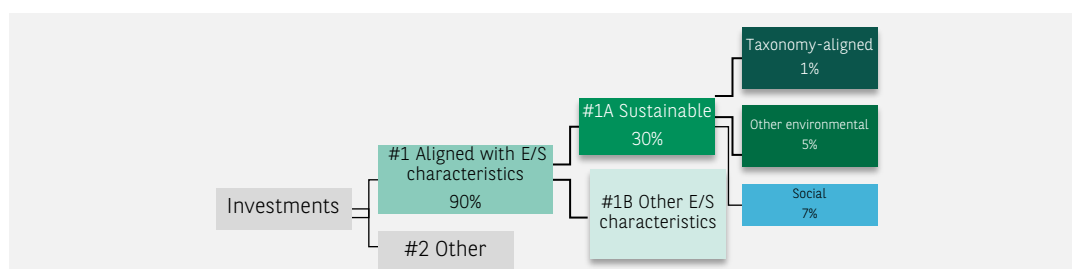 Taxonomy-aligned
1%
#1A Sustainable
30%
Other environmental
5%
#1 Aligned with E/S
characteristics
90%
#1B Other E/S
characteristics
Social
7%
Investments
#2 Other